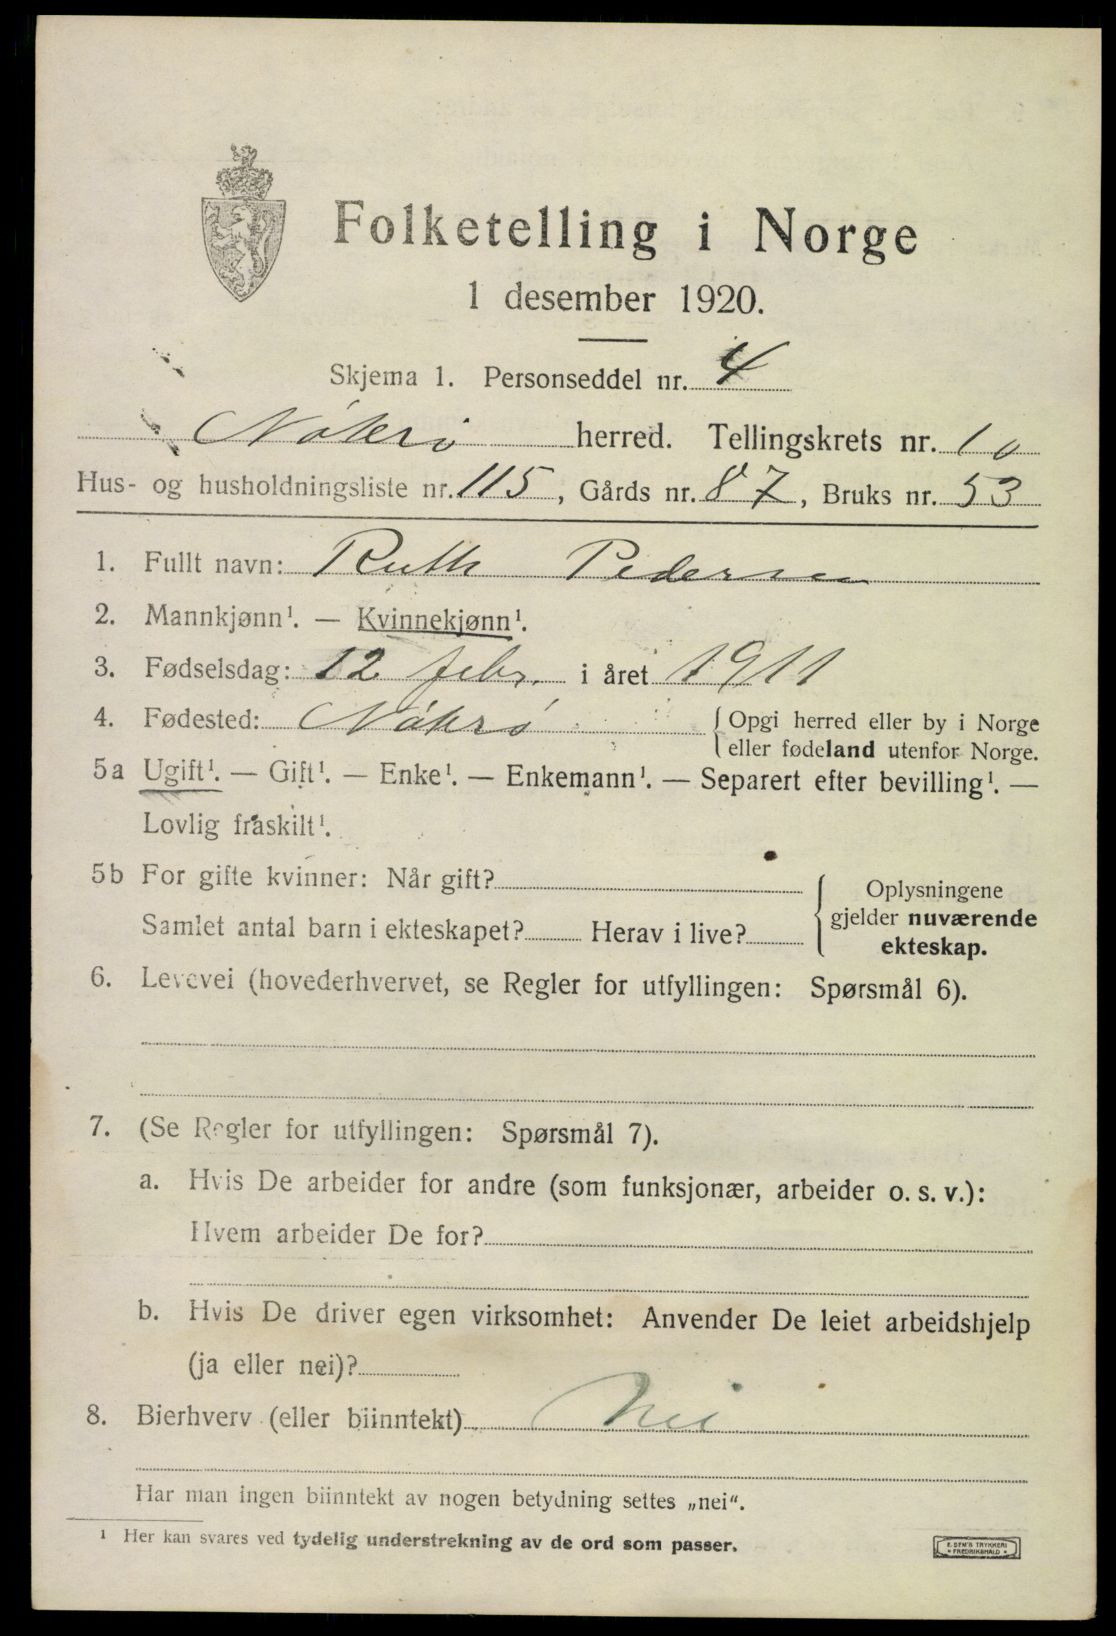 Folketelling i Norge
1 desember 1920.
Skjema 1. Personseddel nr. 4
Nøkrø herred. Tellingskrets nr. 10
Hus- og husholdningsliste nr. 115, Gårds nr. 87, Bruks nr. 53
1. Fullt navn: Ruth Pedersen
2. Mannkjønn¹. — Kvinnekjønn¹.
3. Fødselsdag: 12 febr. i året 1911
4. Fødested: Nøkrø
{ Opgi herred eller by i Norge
eller fødeland utenfor Norge.
5a Ugift¹. — Gift¹. — Enke¹. — Enkemann¹. — Separert efter bevilling¹. —
Lovlig fraskilt¹.
5b For gifte kvinner: Når gift?
Samlet antal barn i ekteskapet? Herav i live?
{ Oplysningene
gjelder nuværende
ekteskap.
6. Levevei (hovederhvervet, se Regler for utfyllingen: Spørsmål 6).
7. (Se Regler for utfyllingen: Spørsmål 7).
a. Hvis De arbeider for andre (som funksjonær, arbeider o. s. v.):
Hvem arbeider De for?
b. Hvis De driver egen virksomhet: Anvender De leiet arbeidshjelp
(ja eller nei)?
8. Bierhverv (eller biinntekt) Nei
Har man ingen biinntekt av nogen betydning settes „nei“.
¹ Her kan svares ved tydelig understrekning av de ord som passer.
E. SEM'S TRYKKERI
FREDRIKSHALD